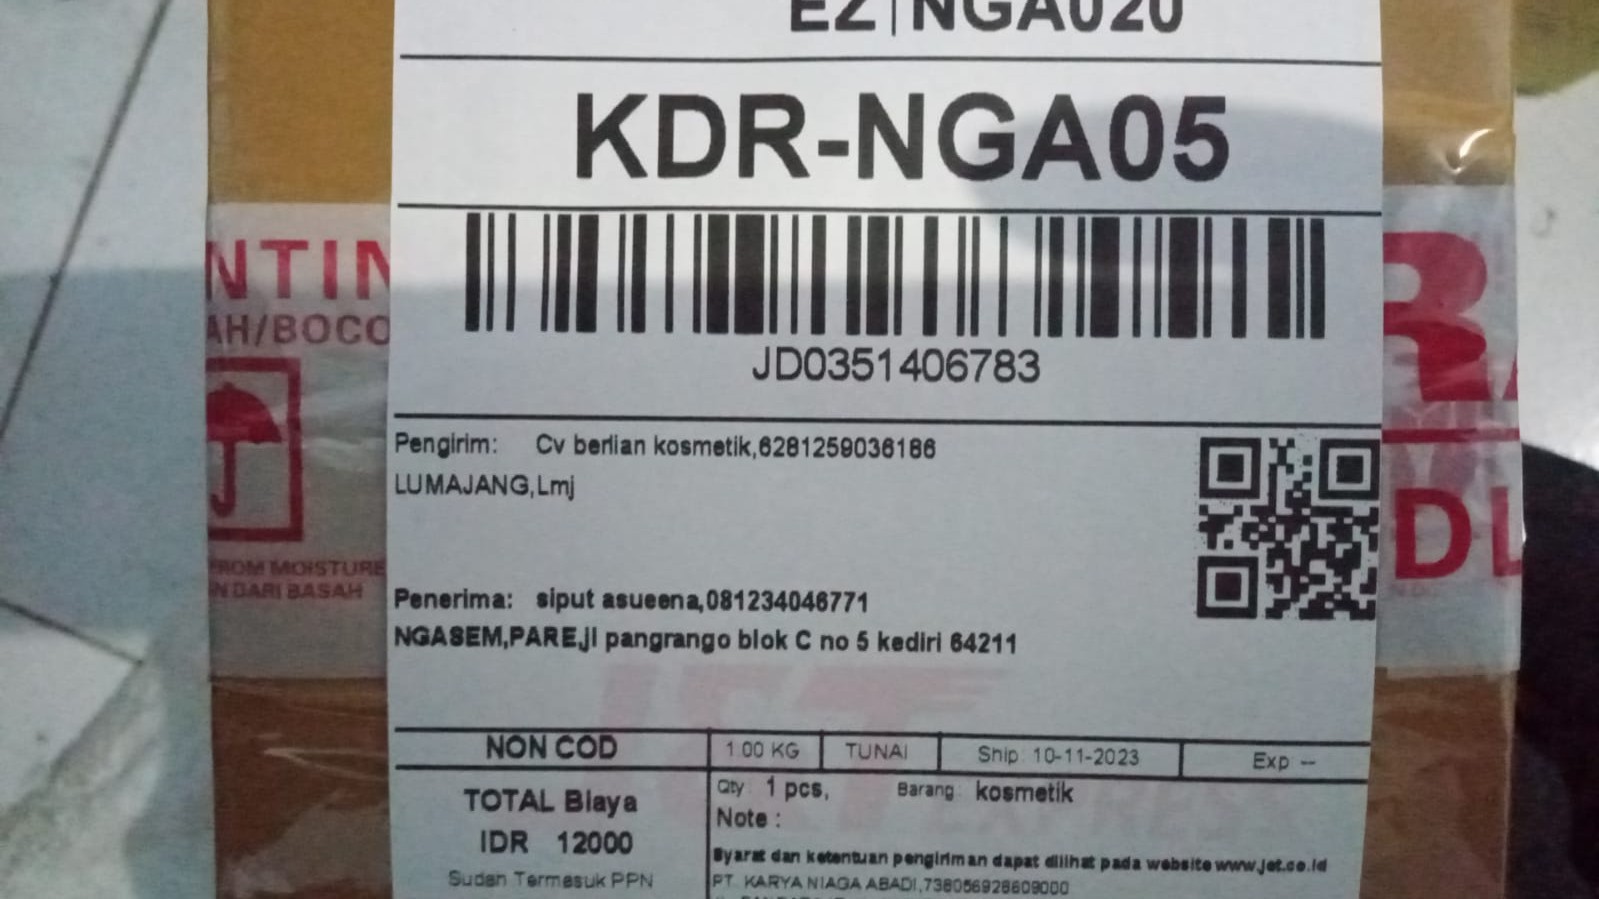 EZ|NGA020
KDR-NGA05
JD0351406783
Pengirim: Cv berlian kosmetik,6281259036186
LUMAJANG,Lmj
Penerima: siput asueena,081234046771
NGASEM,PARE,jl pangrango blok C no 5 kediri 64211
NON COD 1.00 KG TUNAI Ship: 10-11-2023 Exp: --
TOTAL Biaya
IDR 12000
Sudah Termasuk PPN
Qty: 1 pcs, Barang: kosmetik
Note :
Syarat dan ketentuan pengiriman dapat dilihat pada website www.jet.co.id
PT. KARYA NIAGA ABADI,738056926609000
NTIN
AH/BOCO
FROM MOISTURE
N DARI BASAH
RA
DL